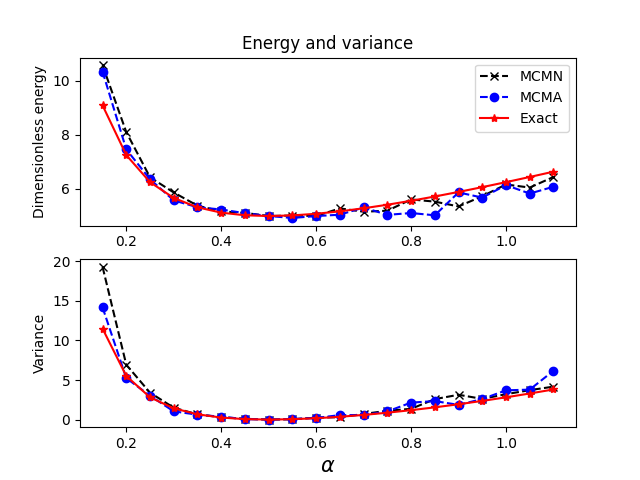 Energy and variance
Dimensionless energy
10
8
6
MCMN
MCMA
Exact
0.2 0.4 0.6 0.8 1.0
Variance
20
15
10
5
0
0.2 0.4 0.6 0.8 1.0
α